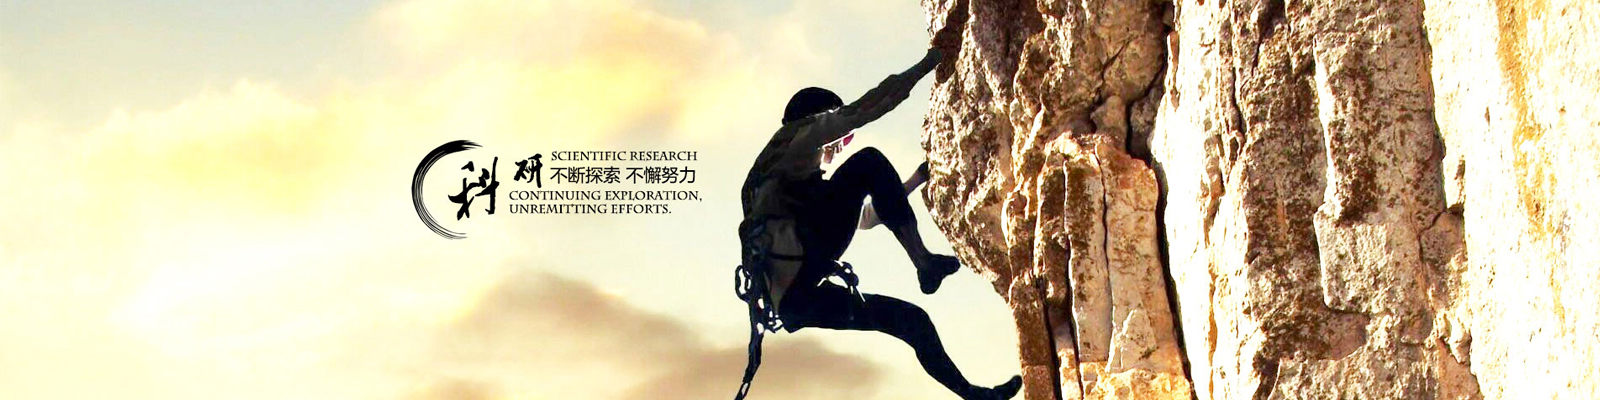 科研
SCIENTIFIC RESEARCH
不断探索 不懈努力
CONTINUING EXPLORATION,
UNREMITTING EFFORTS.